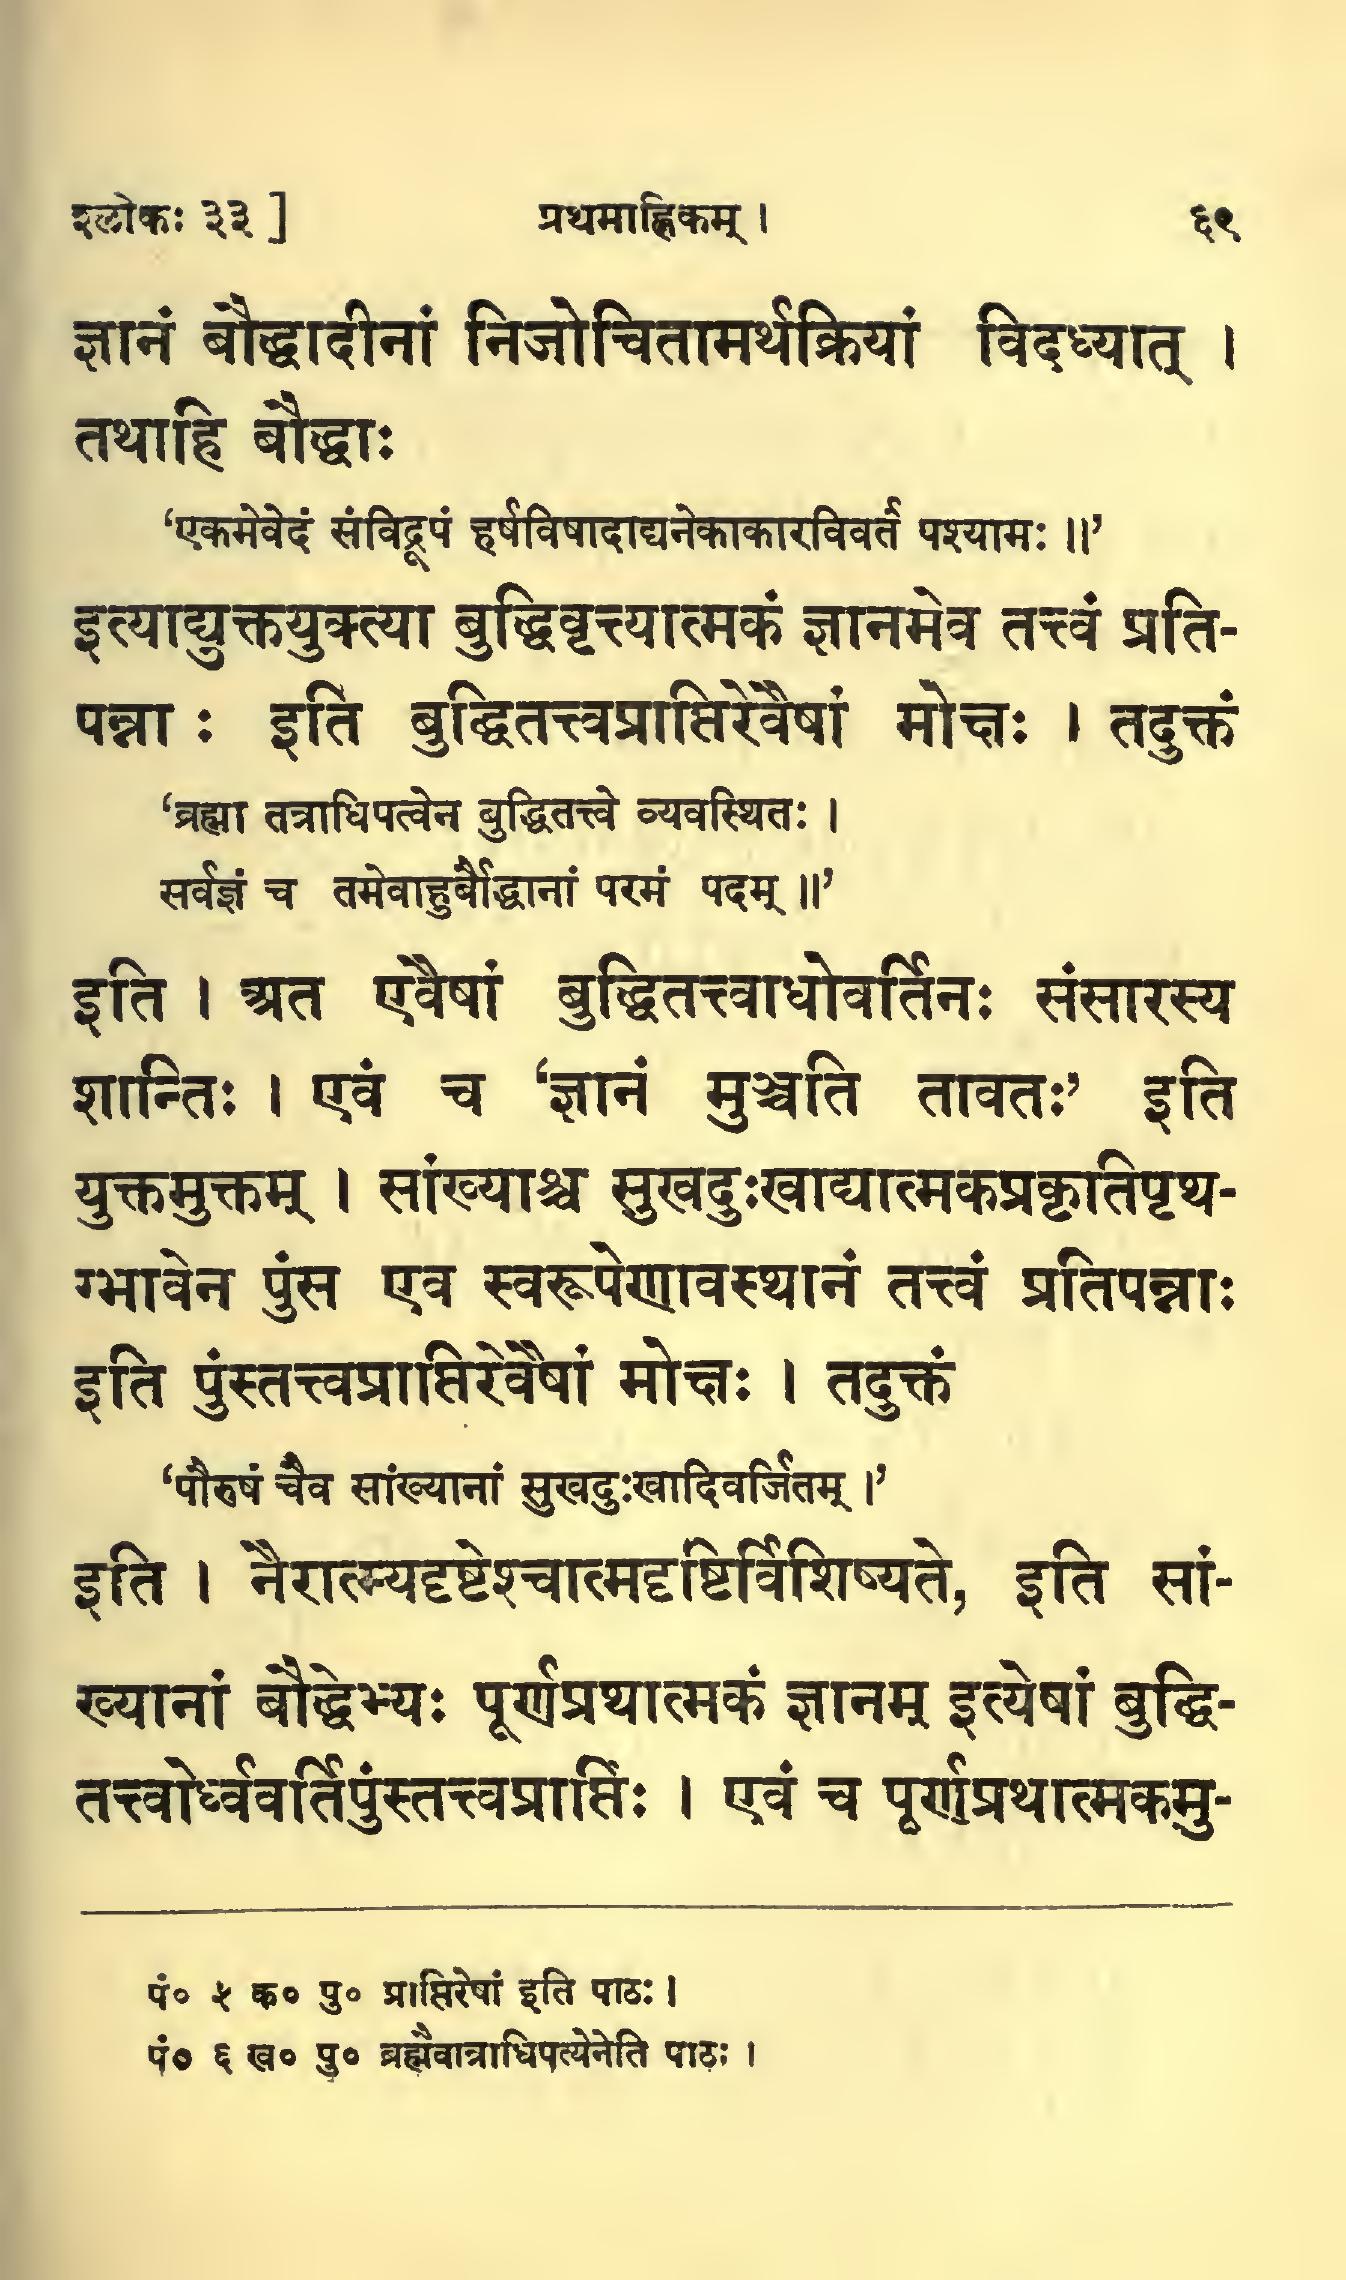 श्लोकः ३३ ] प्रथमाह्निकम् । ६९
ज्ञानं बौद्धादीनां निजोचितामर्थक्रियां विदध्यात् ।
तथाहि बौद्धाः
‘एकमेवेदं संविद्रूपं हर्षविषादाद्यनेकाकारविवर्तं पश्यामः ॥’
इत्याद्युक्तयुक्त्या बुद्धिवृत्त्यात्मकं ज्ञानमेव तत्त्वं प्रति-
पन्ना : इति बुद्धितत्त्वप्राप्तिरेवैषां मोक्षः । तदुक्तं
‘ब्रह्मा तत्राधिपत्वेन बुद्धितत्त्वे व्यवस्थितः ।
सर्वज्ञं च तमेवाहुर्बौद्धानां परमं पदम् ॥’
इति । अत एवैषां बुद्धितत्त्वाधोवर्तिनः संसारस्य
शान्तिः । एवं च ‘ज्ञानं मुञ्चति तावतः’ इति
युक्तमुक्तम् । सांख्याश्च सुखदुःखाद्यात्मकप्रकृतिपृथ-
ग्भावेन पुंस एव स्वरूपेणावस्थानं तत्त्वं प्रतिपन्नाः
इति पुंस्तत्त्वप्राप्तिरेवैषां मोक्षः । तदुक्तं
‘पौरुषं चैव सांख्यानां सुखदुःखादिवर्जितम् ।’
इति । नैरात्म्यदृष्टेश्चात्मदृष्टिर्विशिष्यते, इति सां-
ख्यानां बौद्धेभ्यः पूर्णप्रथात्मकं ज्ञानम् इत्येषां बुद्धि-
तत्त्वोर्ध्ववर्तिपुंस्तत्त्वप्राप्तिः । एवं च पूर्णप्रथात्मकमु-
पं० ५ क० पु० प्राप्तिरेषां इति पाठः ।
पं० ६ ख० पु० ब्रह्मैवात्राधिपत्येनेति पाठः ।